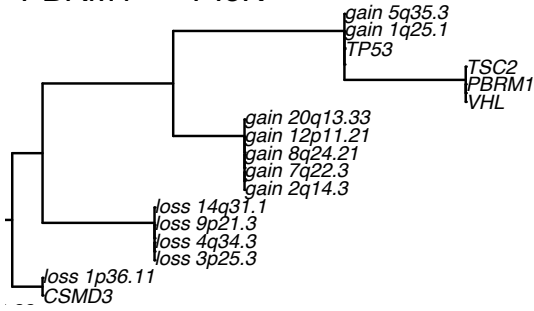 gain 5q35.3
gain 1q25.1
TP53
TSC2
PBRM1
VHL
gain 20q13.33
gain 12p11.21
gain 8q24.21
gain 7q22.3
gain 2q14.3
loss 14q31.1
loss 9p21.3
loss 4q34.3
loss 3p25.3
loss 1p36.11
CSMD3